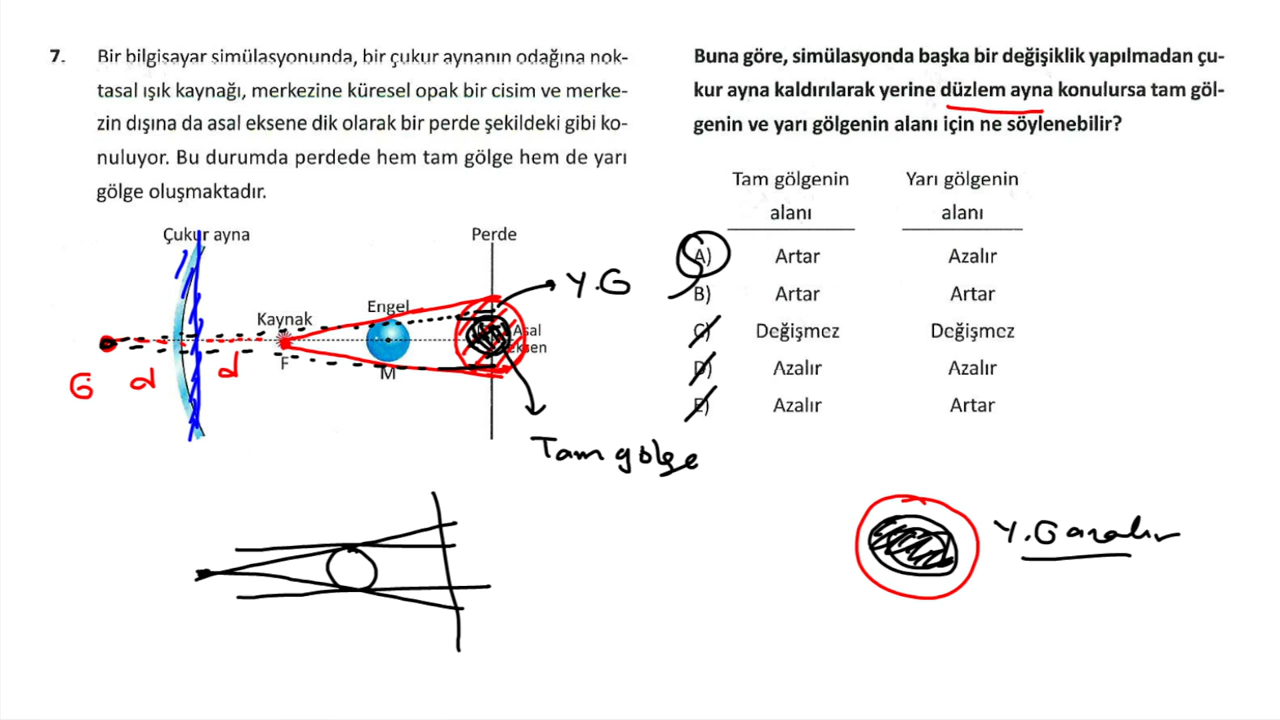 7. Bir bilgisayar simülasyonunda, bir çukur aynanın odağına nok-
tasal ışık kaynağı, merkezine küresel opak bir cisim ve merke-
zin dışına da asal eksene dik olarak bir perde şekildeki gibi ko-
nuluyor. Bu durumda perdede hem tam gölge hem de yarı
gölge oluşmaktadır.
Çukur ayna
Perde
Y.G
Engel
Kaynak
Asal
eksen
F
M
G
d
d
Tam gölge
Buna göre, simülasyonda başka bir değişiklik yapılmadan çu-
kur ayna kaldırılarak yerine düzlem ayna konulursa tam göl-
genin ve yarı gölgenin alanı için ne söylenebilir?
Tam gölgenin Yarı gölgenin
alanı alanı
A) Artar Azalır
B) Artar Artar
C) Değişmez Değişmez
D) Azalır Azalır
E) Azalır Artar
Y.G azalır